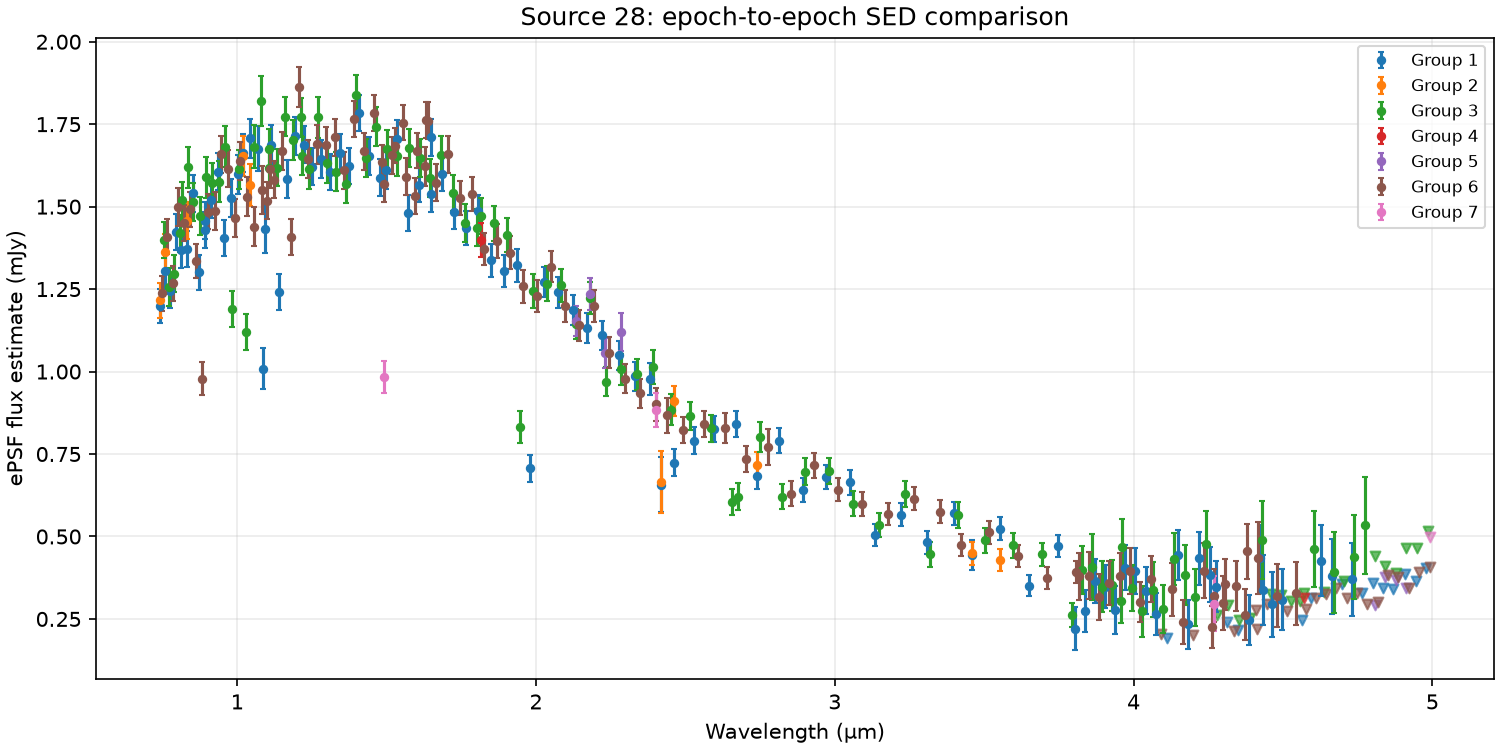 Source 28: epoch-to-epoch SED comparison
2.00
1.75
1.50
1.25
1.00
0.75
0.50
0.25
ePSF flux estimate (mJy)
Group 1
Group 2
Group 3
Group 4
Group 5
Group 6
Group 7
1
2
3
4
5
Wavelength (μm)